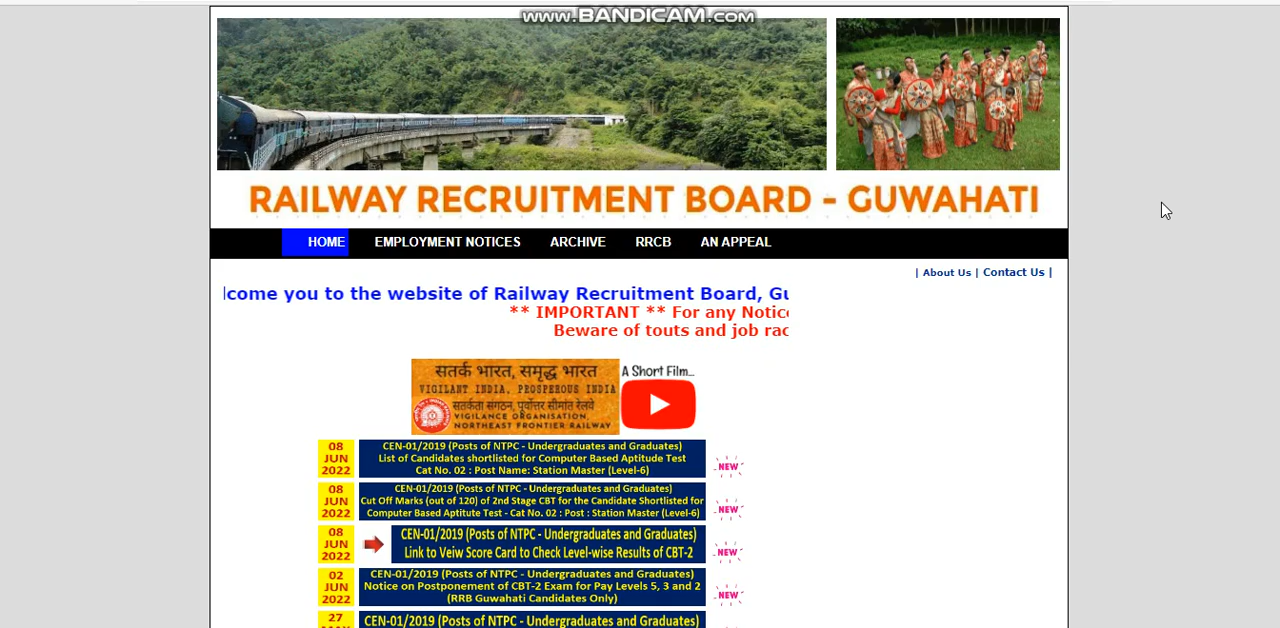 www.BANDICAM.com
RAILWAY RECRUITMENT BOARD - GUWAHATI
HOME EMPLOYMENT NOTICES ARCHIVE RRCB AN APPEAL
| About Us | Contact Us |
lcome you to the website of Railway Recruitment Board, Gu
** IMPORTANT ** For any Notice
Beware of touts and job rac
सतर्क भारत, समृद्ध भारत
VIGILANT INDIA, PROSPEROUS INDIA
सतर्कता संगठन, पूर्वोत्तर सीमांत रेलवे
VIGILANCE ORGANISATION,
NORTHEAST FRONTIER RAILWAY
A Short Film...
08 JUN 2022
CEN-01/2019 (Posts of NTPC - Undergraduates and Graduates)
List of Candidates shortlisted for Computer Based Aptitude Test
Cat No. 02 : Post Name: Station Master (Level-6)
NEW
08 JUN 2022
CEN-01/2019 (Posts of NTPC - Undergraduates and Graduates)
Cut Off Marks (out of 120) of 2nd Stage CBT for the Candidate Shortlisted for
Computer Based Aptitute Test - Cat No. 02 : Post : Station Master (Level-6)
NEW
08 JUN 2022
CEN-01/2019 (Posts of NTPC - Undergraduates and Graduates)
Link to Veiw Score Card to Check Level-wise Results of CBT-2
NEW
02 JUN 2022
CEN-01/2019 (Posts of NTPC - Undergraduates and Graduates)
Notice on Postponement of CBT-2 Exam for Pay Levels 5, 3 and 2
(RRB Guwahati Candidates Only)
NEW
27
CEN-01/2019 (Posts of NTPC - Undergraduates and Graduates)